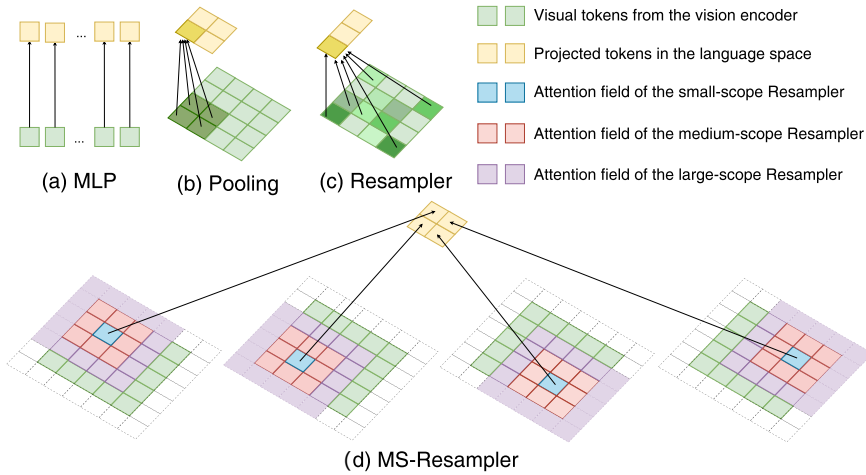 ...
...
(a) MLP
(b) Pooling
(c) Resampler
Visual tokens from the vision encoder
Projected tokens in the language space
Attention field of the small-scope Resampler
Attention field of the medium-scope Resampler
Attention field of the large-scope Resampler
(d) MS-Resampler